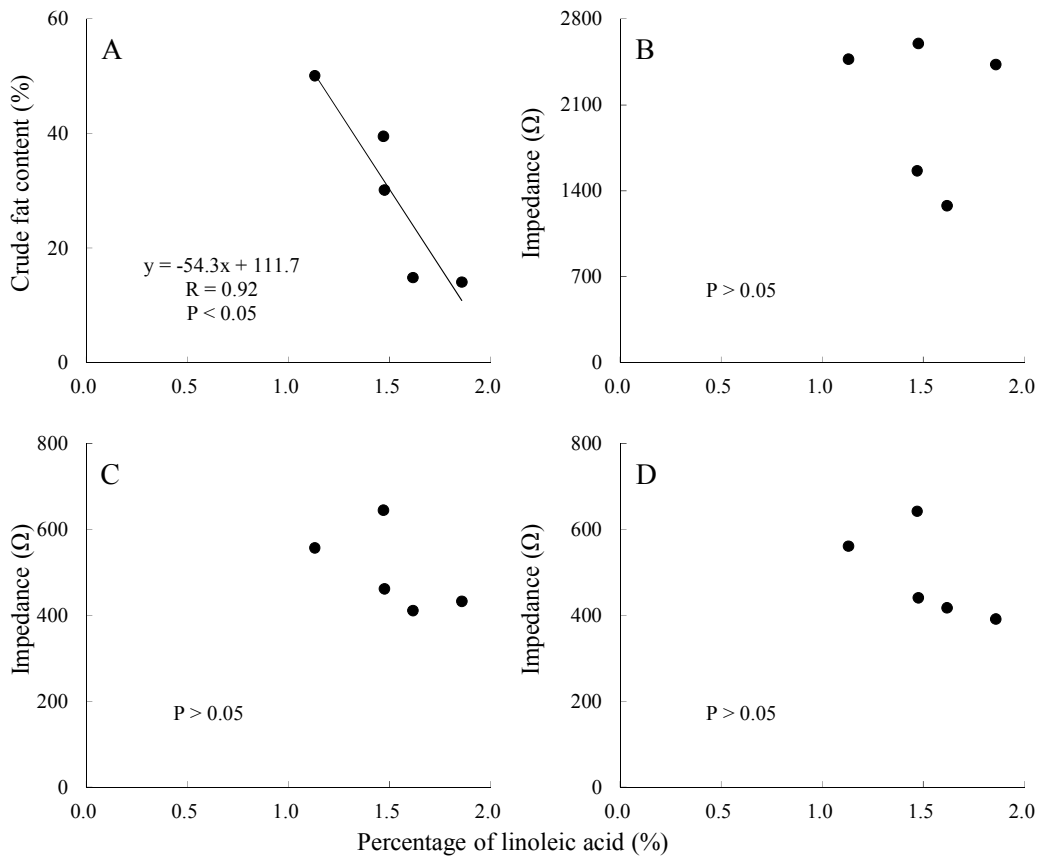 A
Crude fat content (%)
60
40
20
0
y = -54.3x + 111.7
R = 0.92
P < 0.05
0.0 0.5 1.0 1.5 2.0
B
Impedance (Ω)
2800
2100
1400
700
0
P > 0.05
0.0 0.5 1.0 1.5 2.0
C
Impedance (Ω)
800
600
400
200
0
P > 0.05
0.0 0.5 1.0 1.5 2.0
D
Impedance (Ω)
800
600
400
200
0
P > 0.05
0.0 0.5 1.0 1.5 2.0
Percentage of linoleic acid (%)